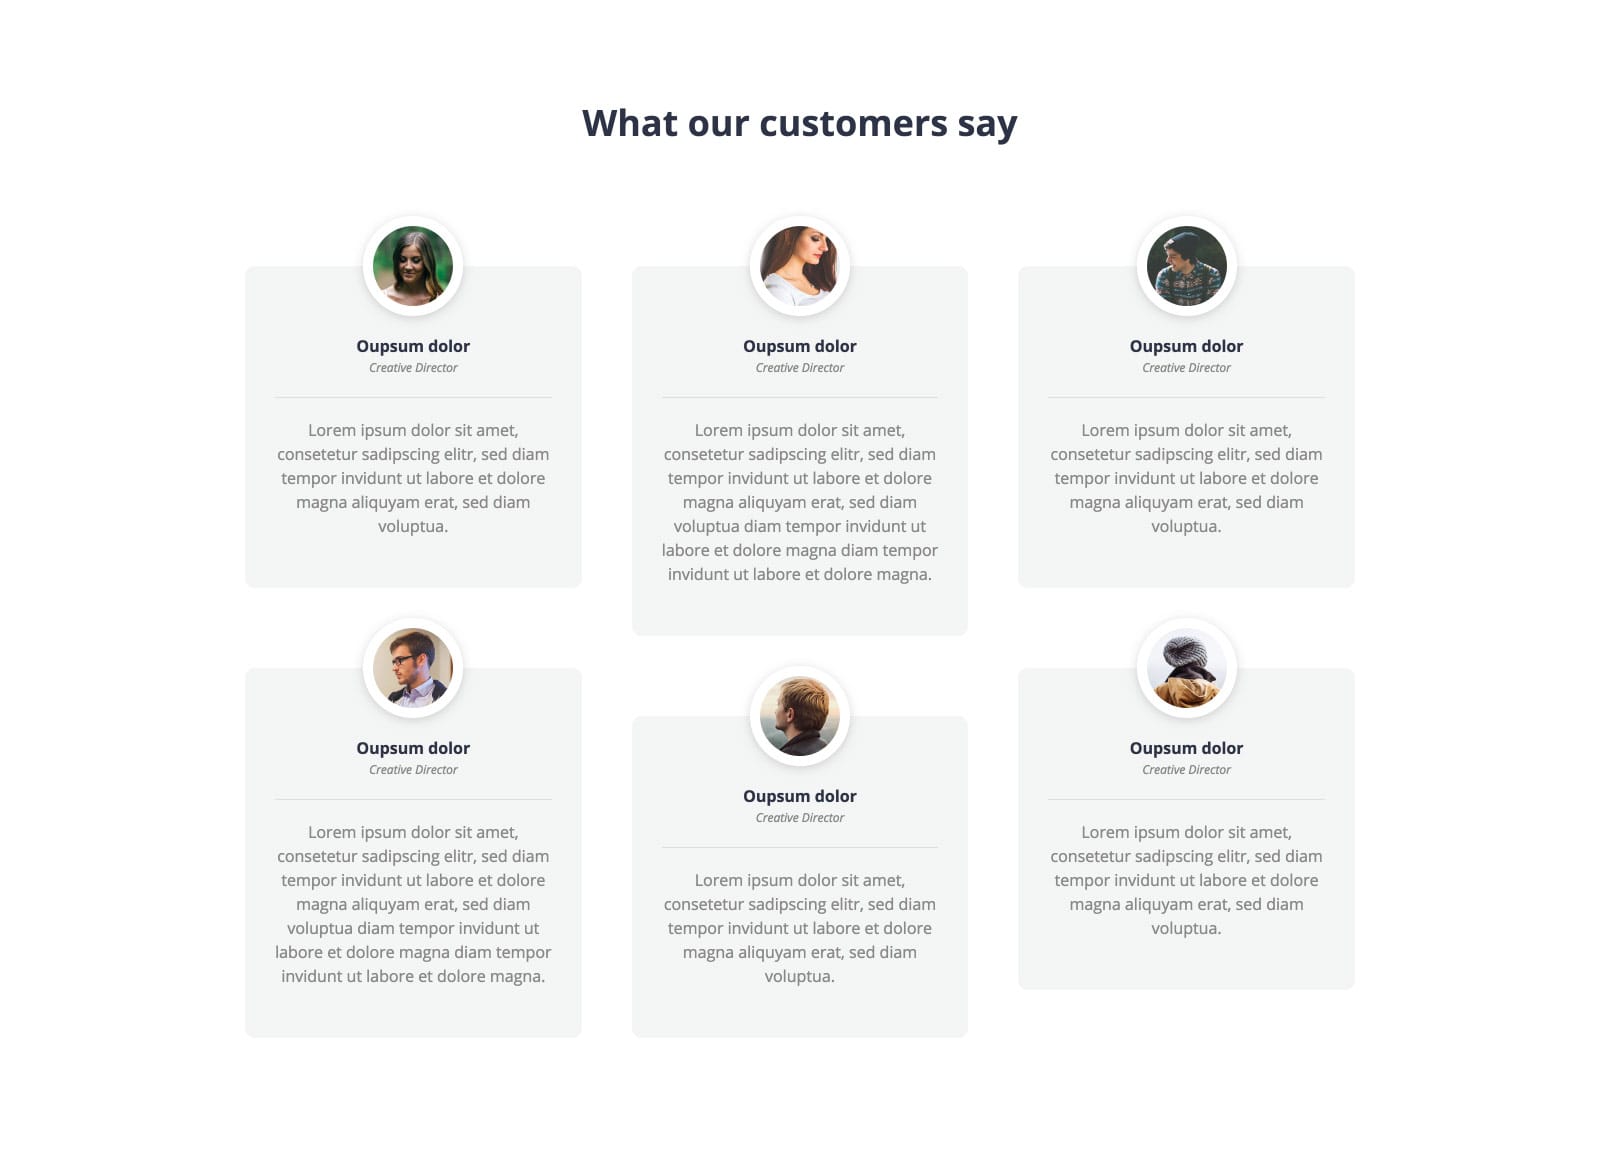 What our customers say
Oupsum dolor
Creative Director
Lorem ipsum dolor sit amet,
consetetur sadipscing elitr, sed diam
tempor invidunt ut labore et dolore
magna aliquyam erat, sed diam
voluptua.
Oupsum dolor
Creative Director
Lorem ipsum dolor sit amet,
consetetur sadipscing elitr, sed diam
tempor invidunt ut labore et dolore
magna aliquyam erat, sed diam
voluptua diam tempor invidunt ut
labore et dolore magna diam tempor
invidunt ut labore et dolore magna.
Oupsum dolor
Creative Director
Lorem ipsum dolor sit amet,
consetetur sadipscing elitr, sed diam
tempor invidunt ut labore et dolore
magna aliquyam erat, sed diam
voluptua.
Oupsum dolor
Creative Director
Lorem ipsum dolor sit amet,
consetetur sadipscing elitr, sed diam
tempor invidunt ut labore et dolore
magna aliquyam erat, sed diam
voluptua diam tempor invidunt ut
labore et dolore magna diam tempor
invidunt ut labore et dolore magna.
Oupsum dolor
Creative Director
Lorem ipsum dolor sit amet,
consetetur sadipscing elitr, sed diam
tempor invidunt ut labore et dolore
magna aliquyam erat, sed diam
voluptua.
Oupsum dolor
Creative Director
Lorem ipsum dolor sit amet,
consetetur sadipscing elitr, sed diam
tempor invidunt ut labore et dolore
magna aliquyam erat, sed diam
voluptua.